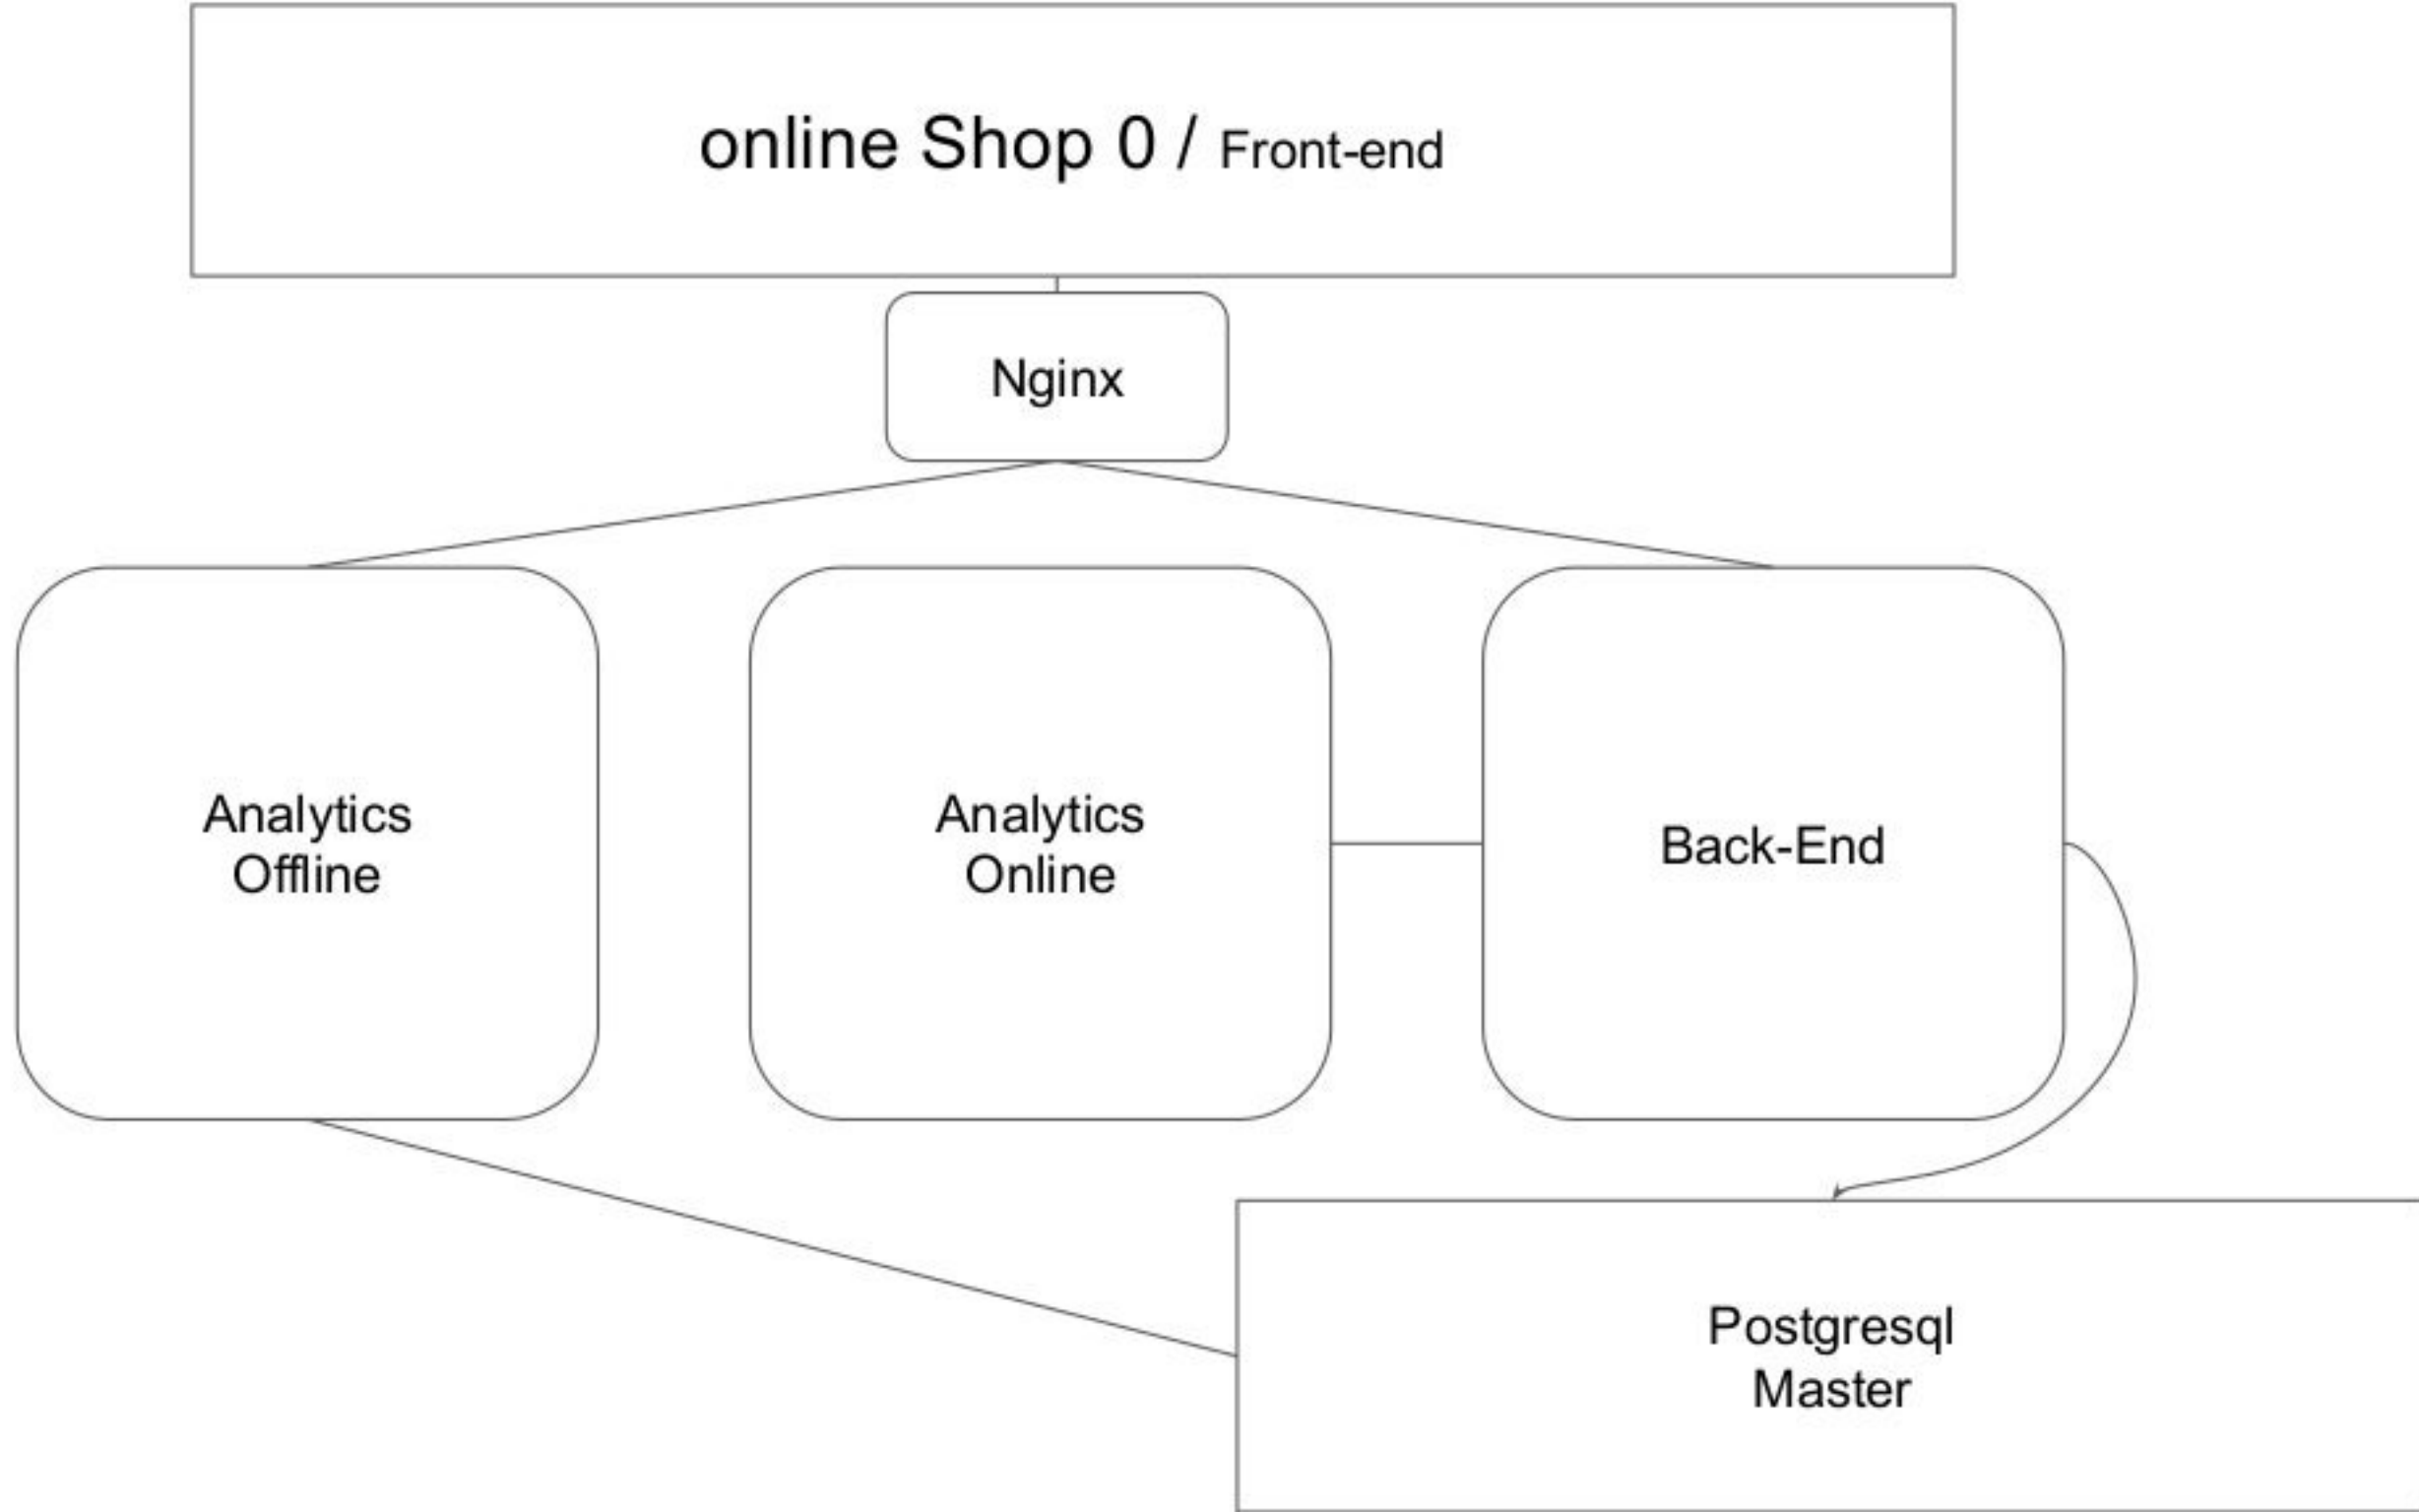 online Shop 0 / Front-end
Nginx
Analytics
Offline
Analytics
Online
Back-End
Postgresql
Master